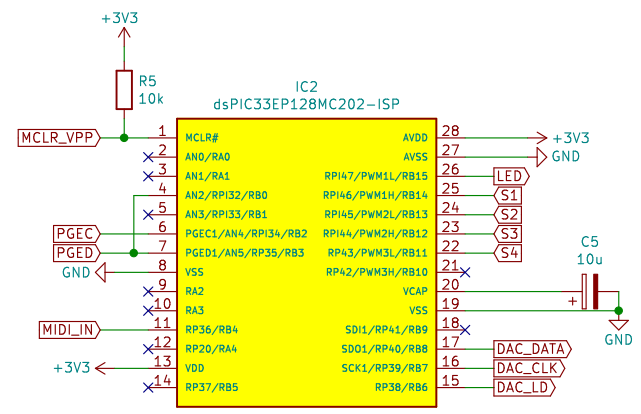 +3V3
R5
10k
IC2
dsPIC33EP128MC202-ISP
MCLR_VPP 1 MCLR# AVDD 28 +3V3
2 AN0/RA0 AVSS 27 GND
3 AN1/RA1 RPI47/PWM1L/RB15 26 LED
4 AN2/RPI32/RB0 RPI46/PWM1H/RB14 25 S1
5 AN3/RPI33/RB1 RPI45/PWM2L/RB13 24 S2
PGEC 6 PGEC1/AN4/RPI34/RB2 RPI44/PWM2H/RB12 23 S3
PGED 7 PGED1/AN5/RP35/RB3 RP43/PWM3L/RB11 22 S4
GND 8 VSS RP42/PWM3H/RB10 21
C5
10u
9 RA2 VCAP 20 +
10 RA3 VSS 19
GND
MIDI_IN 11 RP36/RB4 SDI1/RP41/RB9 18
12 RP20/RA4 SDO1/RP40/RB8 17 DAC_DATA
+3V3 13 VDD SCK1/RP39/RB7 16 DAC_CLK
14 RP37/RB5 RP38/RB6 15 DAC_LD